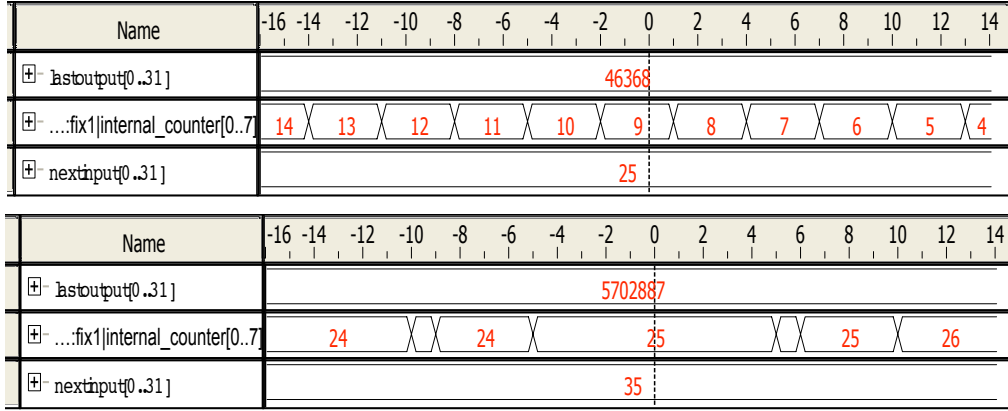 Name -16 -14 -12 -10 -8 -6 -4 -2 0 2 4 6 8 10 12 14
lastoutput[0..31] 46368
...:fix1|internal_counter[0..7] 14 13 12 11 10 9 8 7 6 5 4
nextinput[0..31] 25
Name -16 -14 -12 -10 -8 -6 -4 -2 0 2 4 6 8 10 12 14
lastoutput[0..31] 5702887
...:fix1|internal_counter[0..7] 24 24 25 25 26
nextinput[0..31] 35